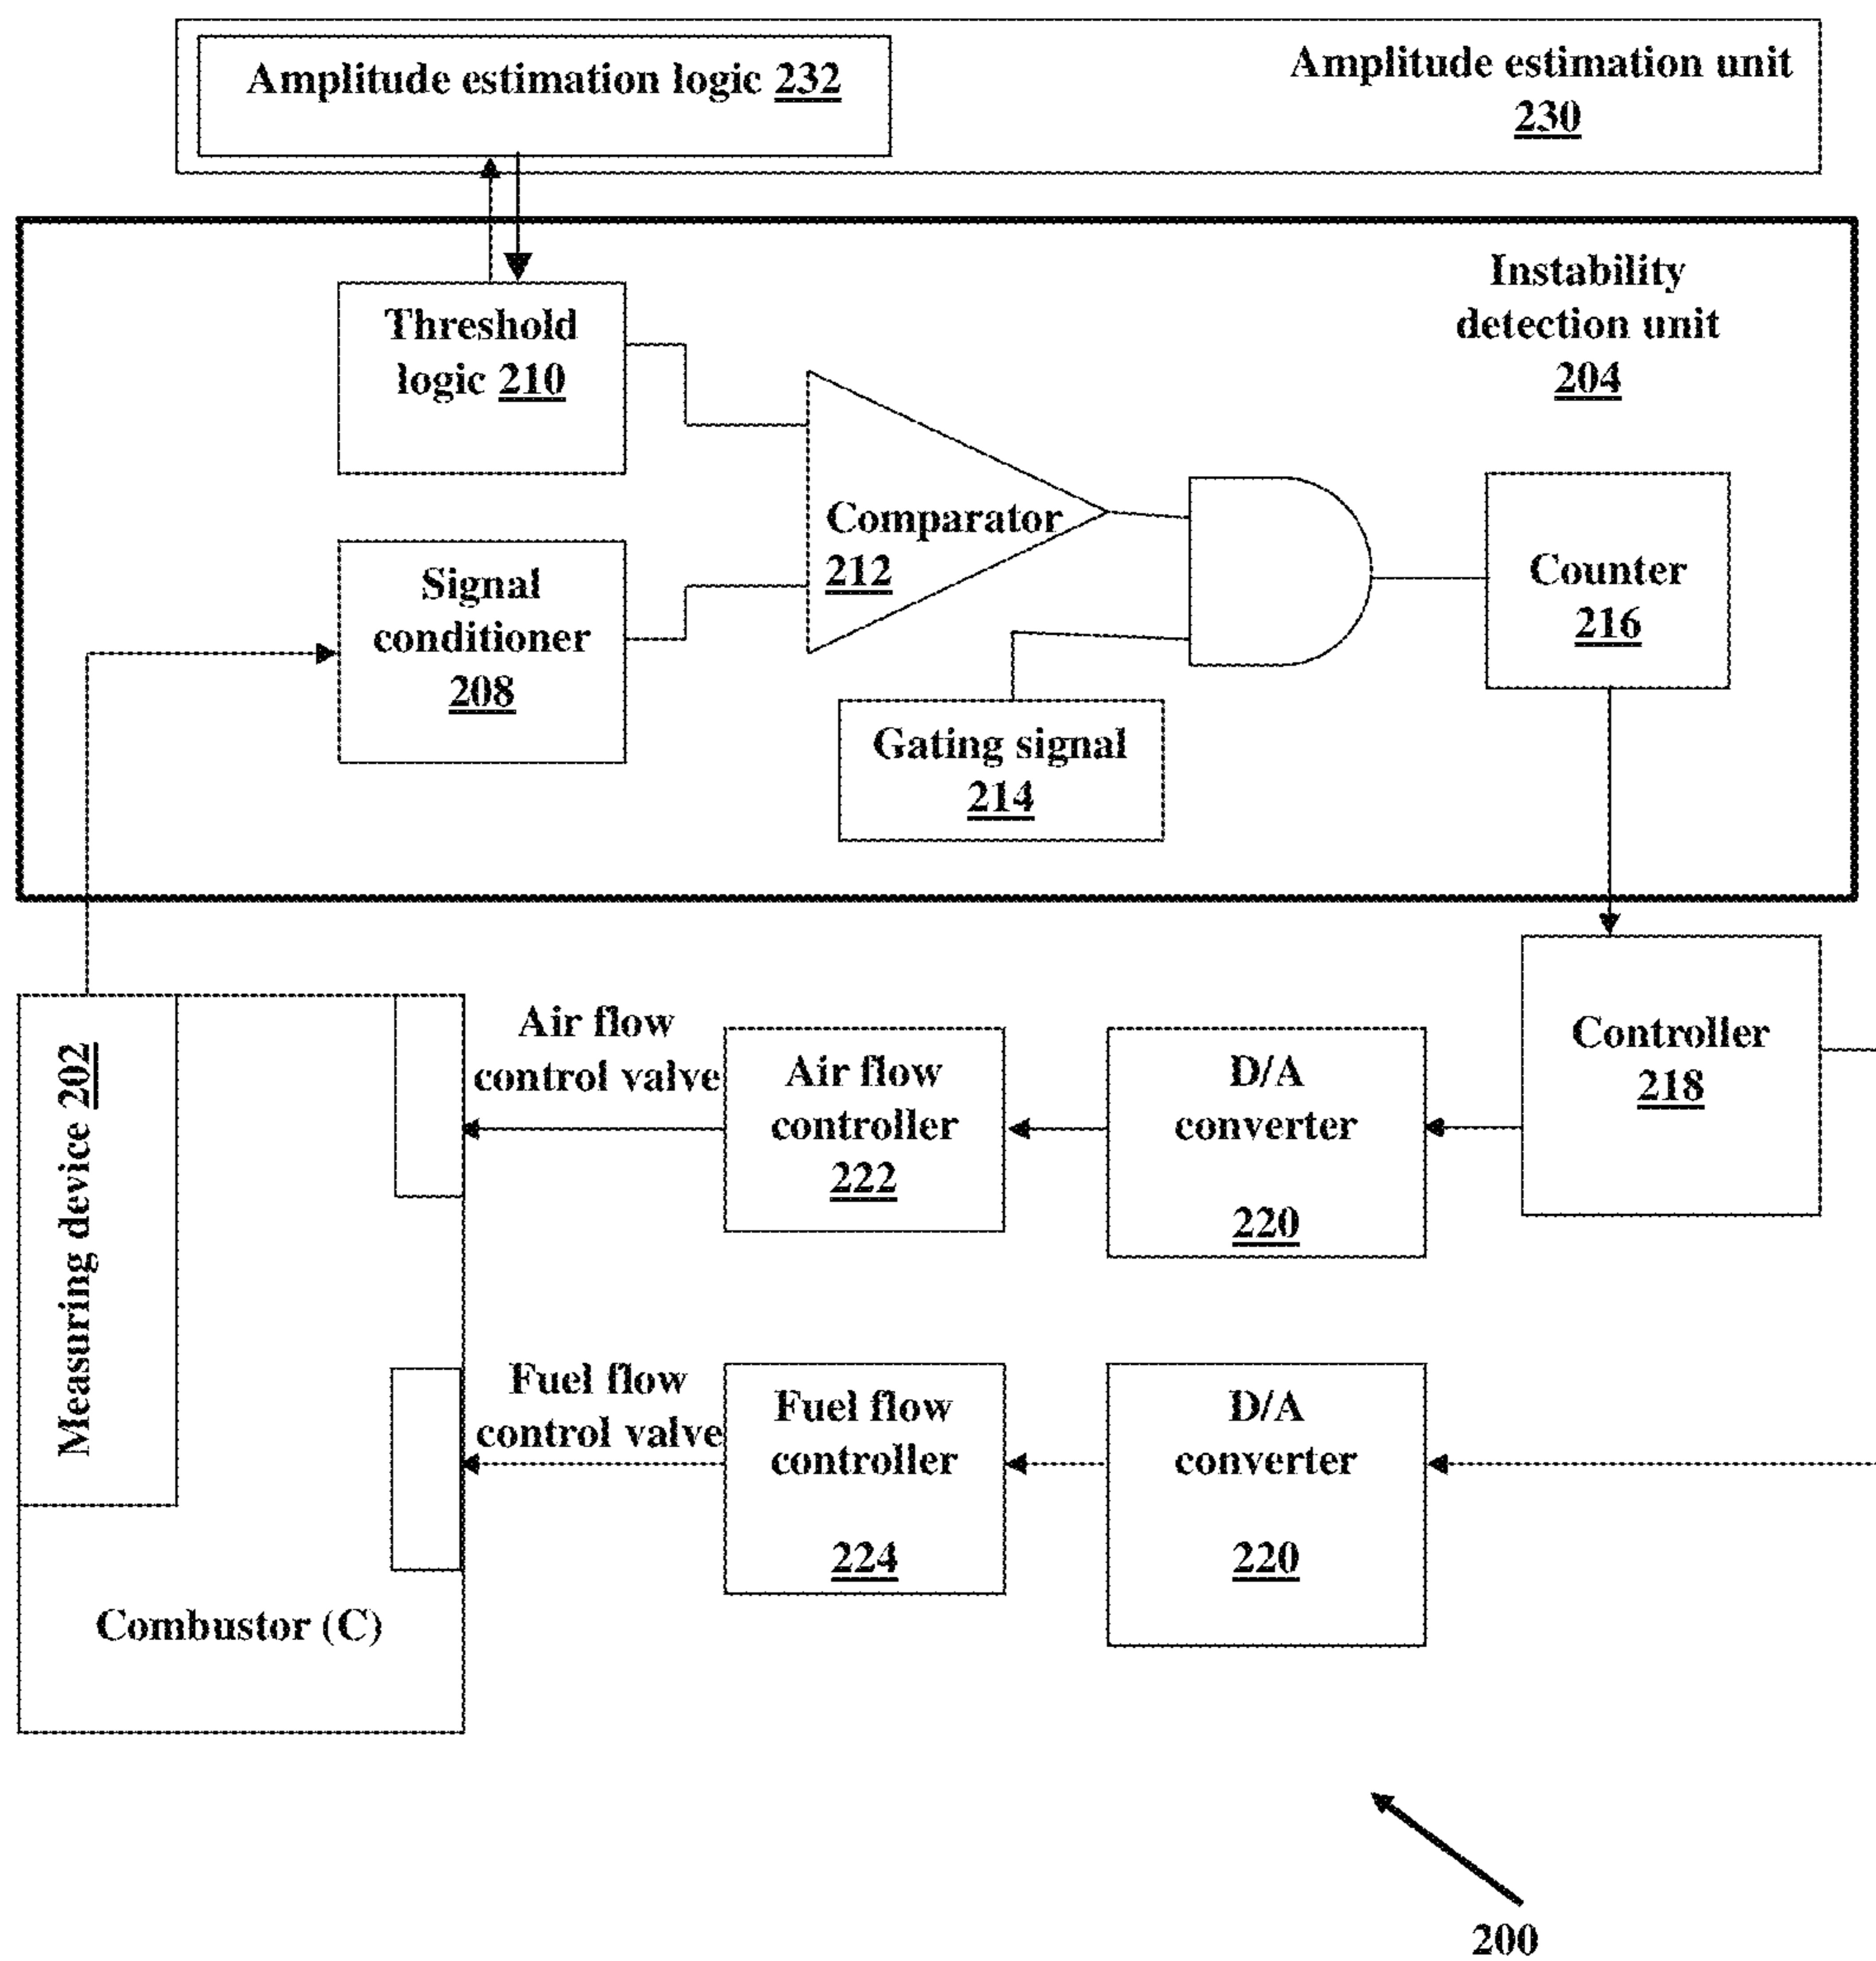 Amplitude estimation logic 232
Amplitude estimation unit
230
Instability
detection unit
204
Threshold
logic 210
Comparator
212
Signal
conditioner
208
Counter
216
Gating signal
214
Controller
218
Measuring device 202
Air flow
control valve
Air flow
controller
222
D/A
converter
220
Fuel flow
control valve
Fuel flow
controller
224
D/A
converter
220
Combustor (C)
200